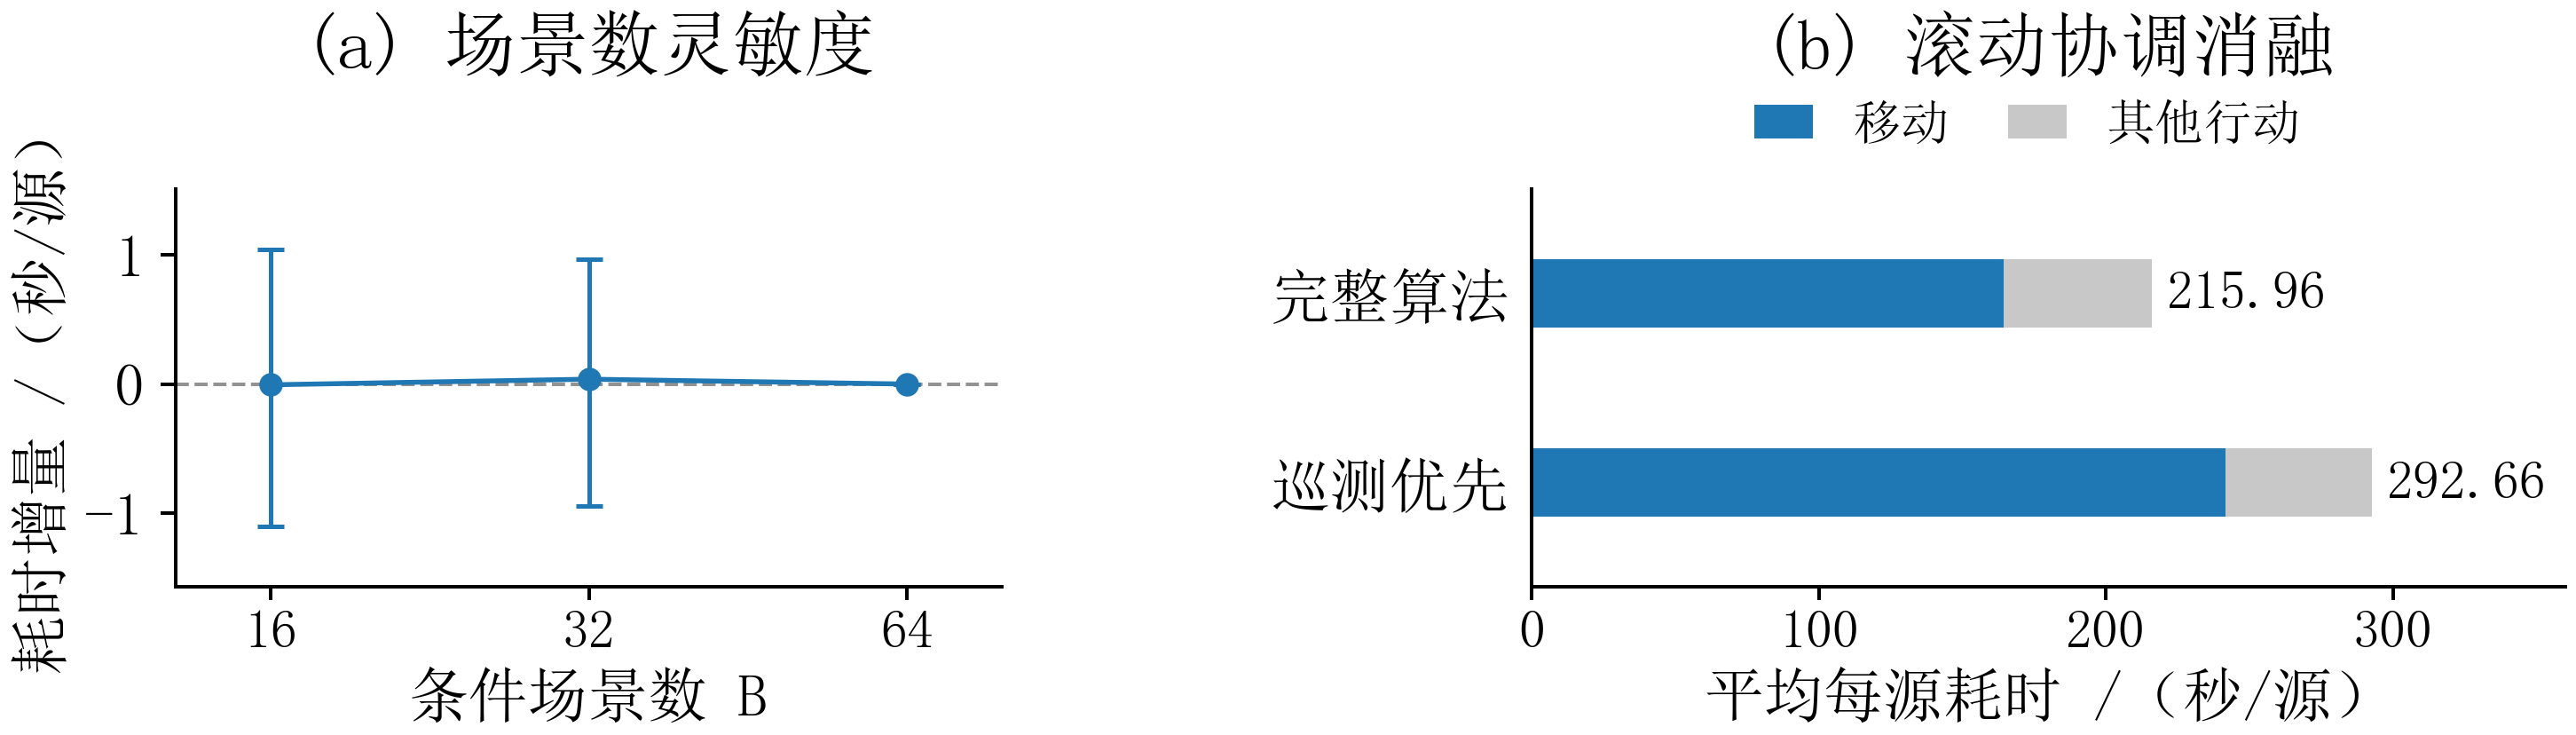 (a) 场景数灵敏度
耗时增量 / （秒/源）
1
0
−1
16 32 64
条件场景数 B
(b) 滚动协调消融
移动 其他行动
完整算法 215.96
巡测优先 292.66
0 100 200 300
平均每源耗时 /（秒/源）